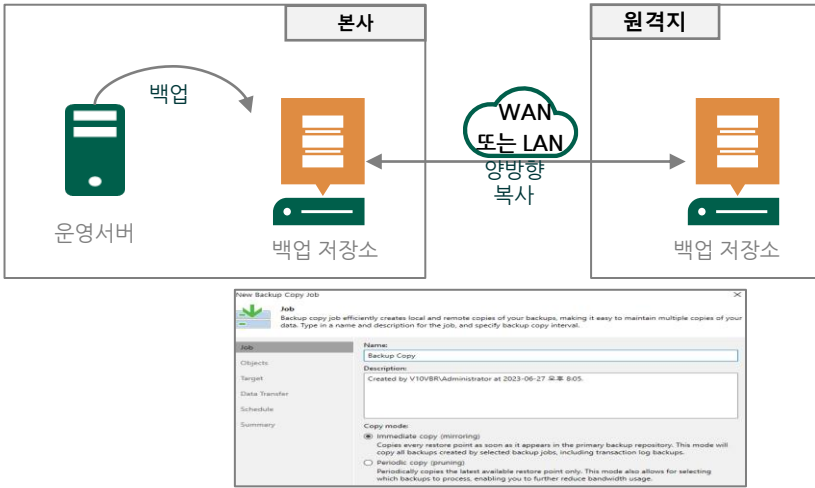 본사
원격지
백업
WAN
또는 LAN
양방향
복사
운영서버
백업 저장소
백업 저장소
New Backup Copy Job
Job
Backup copy job efficiently creates local and remote copies of your backups, making it easy to maintain multiple copies of your
data. Type in a name and description for the job, and specify backup copy interval.
Job
Objects
Target
Data Transfer
Schedule
Summary
Name:
Backup Copy
Description:
Created by V10VBR\Administrator at 2023-06-27 오후 8:05.
Copy mode:
Immediate copy (mirroring)
Copies every restore point as soon as it appears in the primary backup repository. This mode will
copy all backups created by selected backup jobs, including transaction log backups.
Periodic copy (pruning)
Periodically copies the latest available restore point only. This mode also allows for selecting
which backups to process, enabling you to further reduce bandwidth usage.